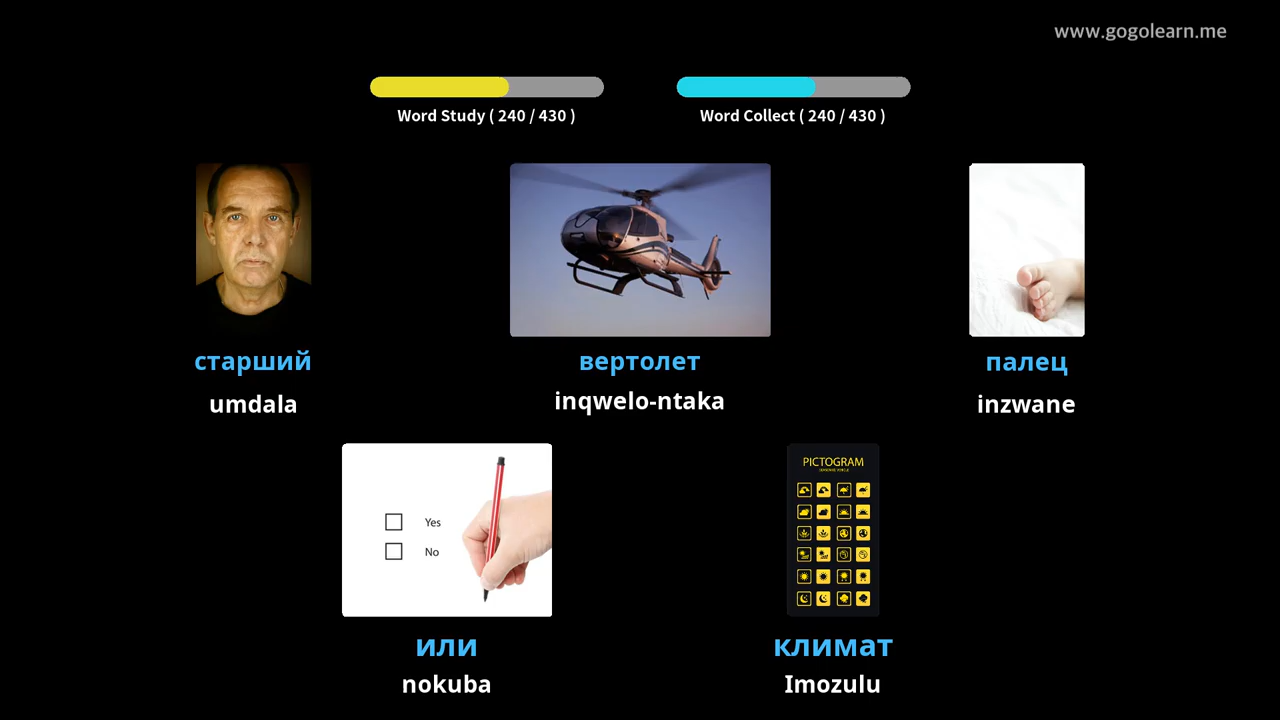 www.gogolearn.me
Word Study ( 240 / 430 )
Word Collect ( 240 / 430 )
старший
umdala
вертолет
inqwelo-ntaka
палец
inzwane
Yes
No
или
nokuba
PICTOGRAM
климат
Imozulu